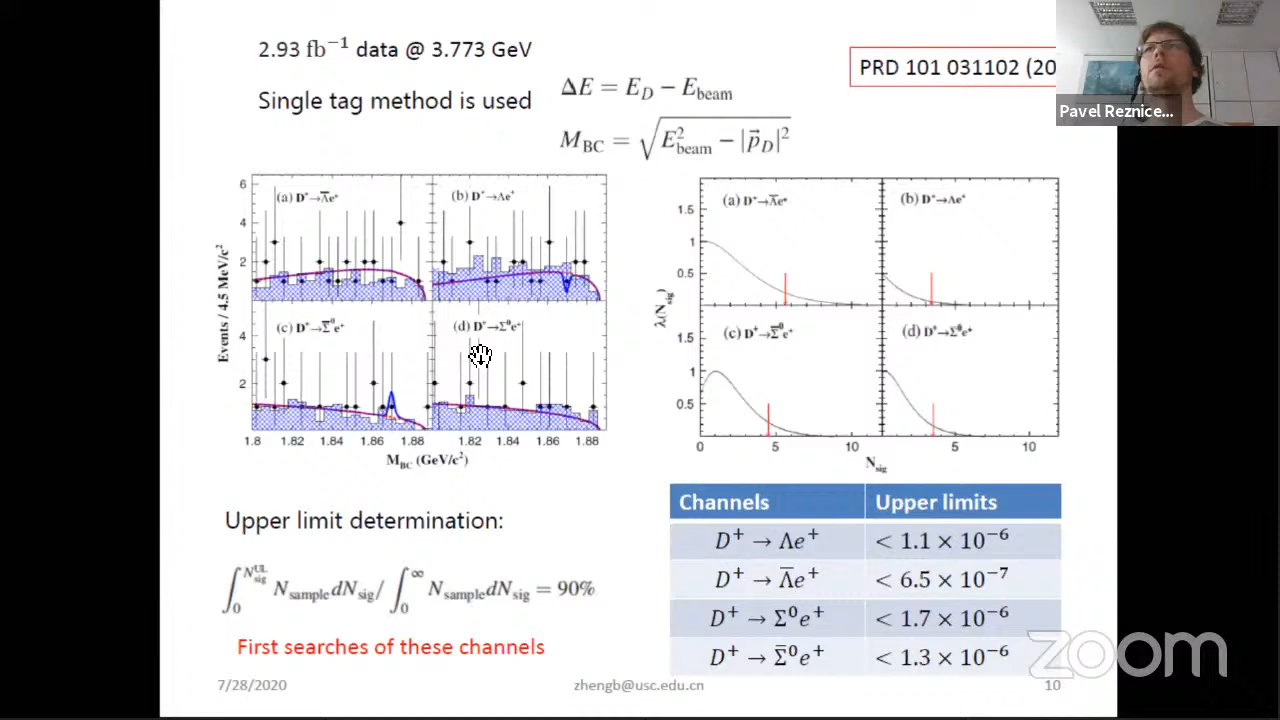 2.93 fb⁻¹ data @ 3.773 GeV
Single tag method is used
ΔE = E_D − E_beam
M_BC = √(E²_beam − |p⃗_D|²)
PRD 101 031102 (20
Pavel Reznice...
6
4
2
4
2
Events / 4.5 MeV/c²
(a) D⁺→Λ̅e⁺
(b) D⁺→Λe⁺
(c) D⁺→Σ̅⁰e⁺
(d) D⁺→Σ⁰e⁺
1.8 1.82 1.84 1.86 1.88 1.82 1.84 1.86 1.88
M_BC (GeV/c²)
1.5
1
0.5
1.5
1
0.5
λ(N_sig)
(a) D⁺→Λ̅e⁺
(b) D⁺→Λe⁺
(c) D⁺→Σ̅⁰e⁺
(d) D⁺→Σ⁰e⁺
0 5 10 5 10
N_sig
Upper limit determination:
∫₀^{N^UL_sig} N_sample dN_sig / ∫₀^∞ N_sample dN_sig = 90%
First searches of these channels
Channels Upper limits
D⁺ → Λe⁺ < 1.1 × 10⁻⁶
D⁺ → Λ̅e⁺ < 6.5 × 10⁻⁷
D⁺ → Σ⁰e⁺ < 1.7 × 10⁻⁶
D⁺ → Σ̅⁰e⁺ < 1.3 × 10⁻⁶
zoom
7/28/2020 zhengb@usc.edu.cn 10